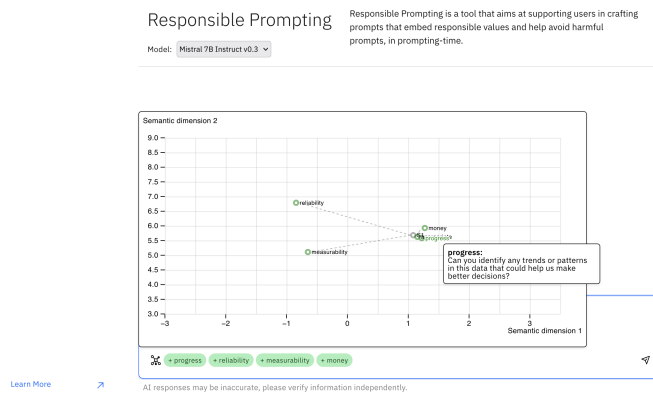 Responsible Prompting
Responsible Prompting is a tool that aims at supporting users in crafting
prompts that embed responsible values and help avoid harmful
prompts, in prompting-time.
Model: Mistral 7B Instruct v0.3
Semantic dimension 2
9.0
8.5
8.0
7.5
7.0
6.5
6.0
5.5
5.0
4.5
4.0
3.5
3.0
reliability
money
progress
measurability
progress:
Can you identify any trends or patterns
in this data that could help us make
better decisions?
−3 −2 −1 0 1 2 3
Semantic dimension 1
+ progress + reliability + measurability + money
Learn More
AI responses may be inaccurate, please verify information independently.